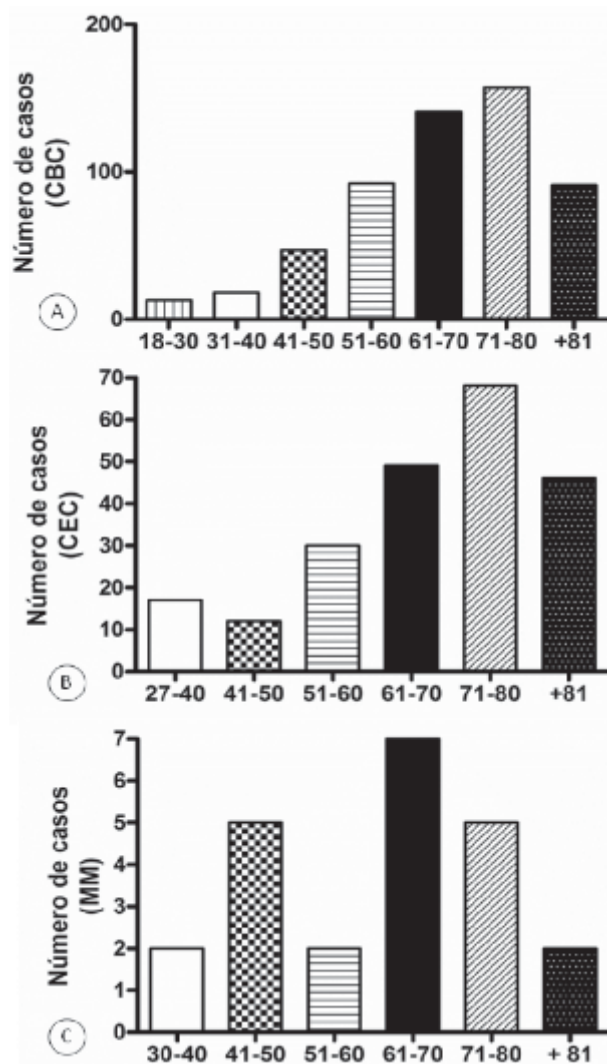 200
Número de casos
(CBC)
100
0
A
18-30 31-40 41-50 51-60 61-70 71-80 +81
70
60
50
Número de casos
(CEC)
40
30
20
10
0
B
27-40 41-50 51-60 61-70 71-80 +81
7
6
5
Número de casos
(MM)
4
3
2
1
0
C
30-40 41-50 51-60 61-70 71-80 + 81